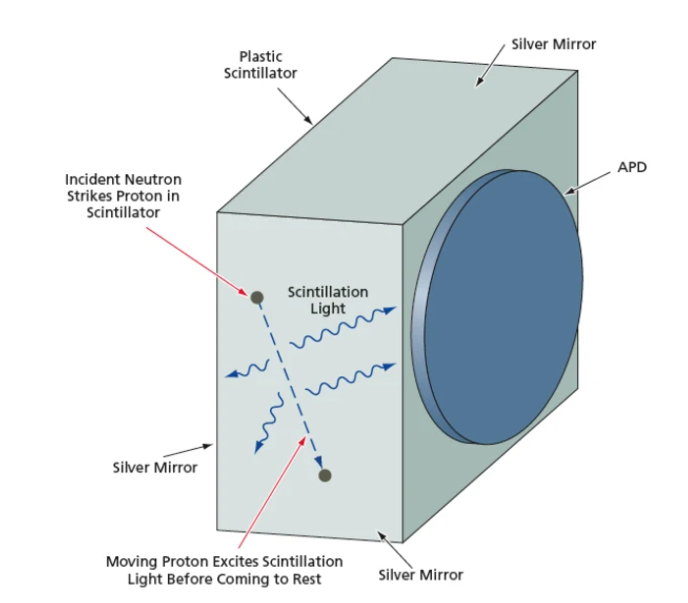 Silver Mirror
Plastic
Scintillator
APD
Incident Neutron
Strikes Proton in
Scintillator
Scintillation
Light
Silver Mirror
Moving Proton Excites Scintillation
Light Before Coming to Rest
Silver Mirror